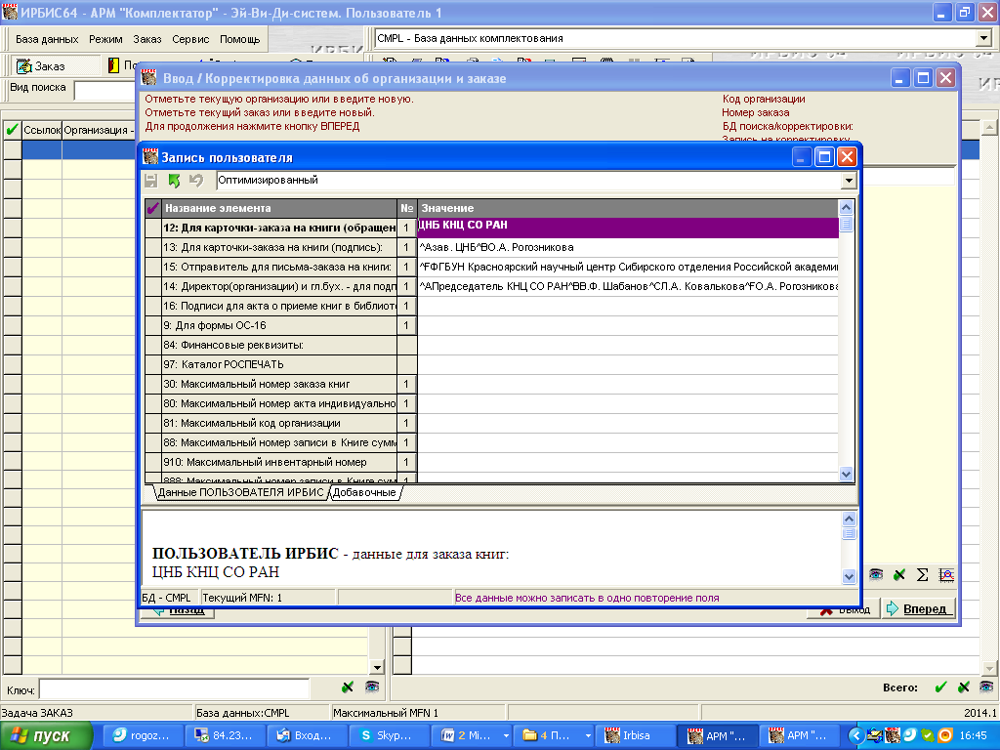 ИРБИС64 - АРМ "Комплектатор" - Эй-Ви-Ди-систем. Пользователь 1
База данных Режим Заказ Сервис Помощь
CMPL - База данных комплектования
Заказ
Вид поиска
Ввод / Корректировка данных об организации и заказе
Отметьте текущую организацию или введите новую.
Отметьте текущий заказ или введите новый.
Для продолжения нажмите кнопку ВПЕРЕД
Код организации
Номер заказа
БД поиска/корректировки:
Запись на корректировку
Ссылок Организация -
Запись пользователя
Оптимизированный
Название элемента № Значение
12: Для карточки-заказа на книги (обращен 1 ЦНБ КНЦ СО РАН
13: Для карточки-заказа на книги (подпись): 1 ^Aзав. ЦНБ^BО.А. Рогозникова
15: Отправитель для письма-заказа на книги: 1 ^FФГБУН Красноярский научный центр Сибирского отделения Российской академии
14: Директор(организации) и гл.бух. - для подп 1 ^AПредседатель КНЦ СО РАН^BВ.Ф. Шабанов^CЛ.А. Ковалькова^FО.А. Рогозникова
16: Подписи для акта о приеме книг в библиоте 1
9: Для формы ОС-16 1
84: Финансовые реквизиты:
97: Каталог РОСПЕЧАТЬ
30: Максимальный номер заказа книг 1
80: Максимальный номер акта индивидуально 1
81: Максимальный код организации 1
88: Максимальный номер записи в Книге сумм 1
910: Максимальный инвентарный номер 1
888: Максимальный номер записи в Книге сум 1
Данные ПОЛЬЗОВАТЕЛЯ ИРБИС Добавочные
ПОЛЬЗОВАТЕЛЬ ИРБИС - данные для заказа книг:
ЦНБ КНЦ СО РАН
БД - CMPL Текущий MFN: 1 Все данные можно записать в одно повторение поля
Назад Выход Вперед
Ключ: Всего:
Задача ЗАКАЗ База данных:CMPL Максимальный MFN 1 2014.1
пуск rogoz... 84.23... Вход... Skyp... 2 Mi... 4 П... Irbisa АРМ "... АРМ "... 16:45